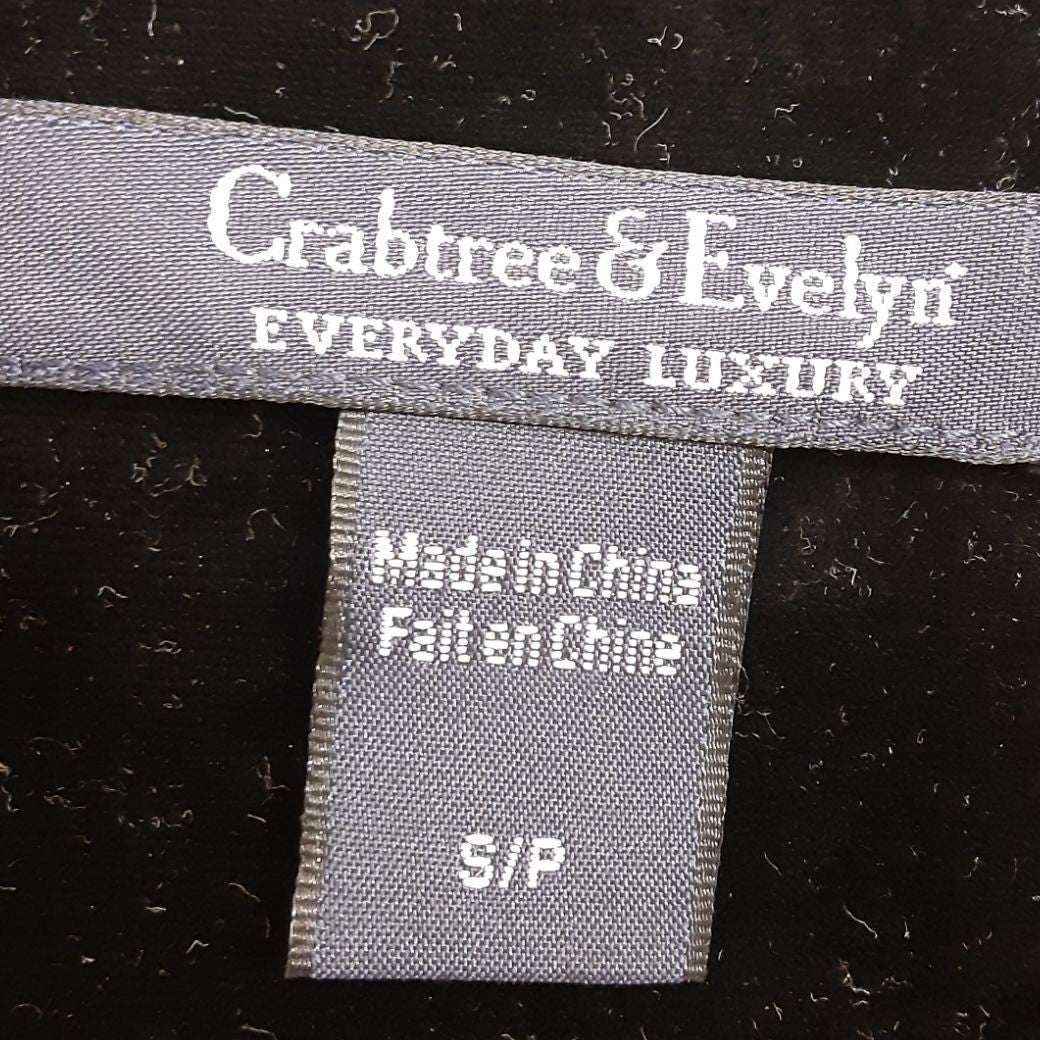 Crabtree & Evelyn
EVERYDAY LUXURY
Made in China
Fait en Chine
S/P